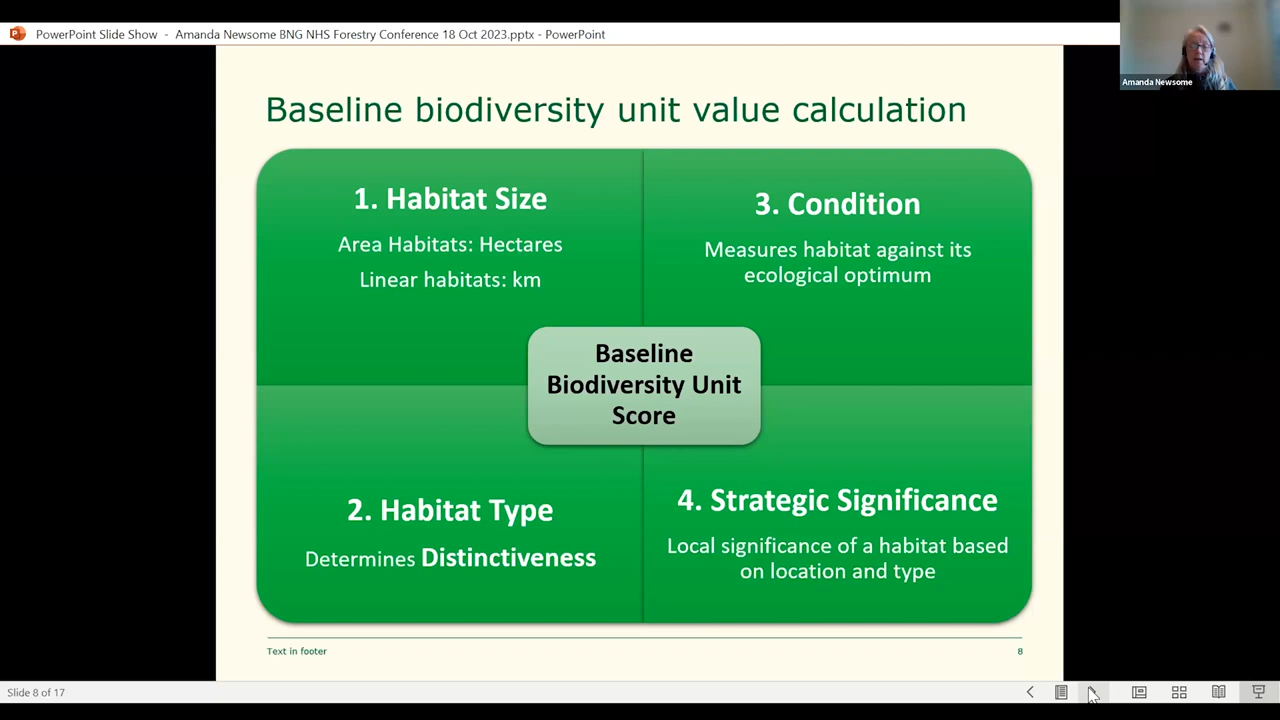 PowerPoint Slide Show - Amanda Newsome BNG NHS Forestry Conference 18 Oct 2023.pptx - PowerPoint
Amanda Newsome
Baseline biodiversity unit value calculation
1. Habitat Size
Area Habitats: Hectares
Linear habitats: km
3. Condition
Measures habitat against its
ecological optimum
Baseline
Biodiversity Unit
Score
2. Habitat Type
Determines Distinctiveness
4. Strategic Significance
Local significance of a habitat based
on location and type
Text in footer
8
Slide 8 of 17